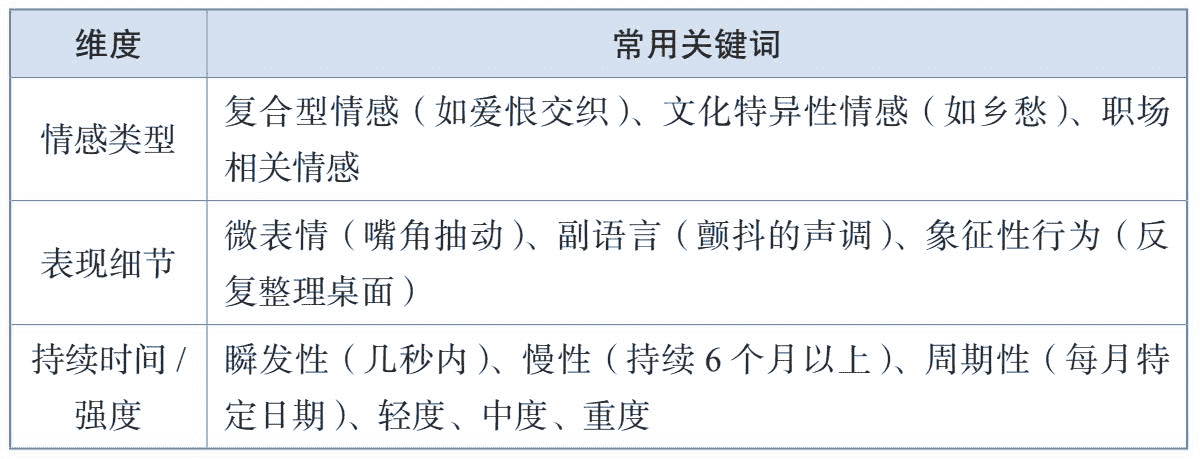 维度
常用关键词
情感类型
复合型情感（如爱恨交织）、文化特异性情感（如乡愁）、职场
相关情感
表现细节
微表情（嘴角抽动）、副语言（颤抖的声调）、象征性行为（反
复整理桌面）
持续时间 /
强度
瞬发性（几秒内）、慢性（持续 6 个月以上）、周期性（每月特
定日期）、轻度、中度、重度